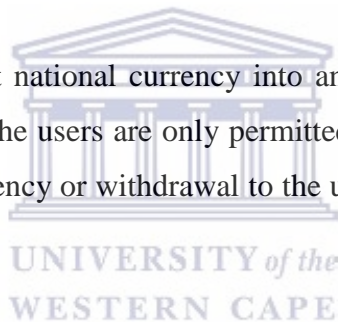 t national currency into an
he users are only permitted
ency or withdrawal to the u
UNIVERSITY of the
WESTERN CAPE